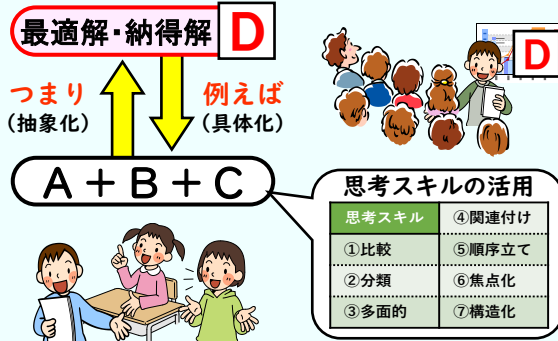 最適解・納得解 D
D
つまり
(抽象化)
例えば
(具体化)
A+B+C
思考スキルの活用
思考スキル
④関連付け
①比較
⑤順序立て
②分類
⑥焦点化
③多面的
⑦構造化